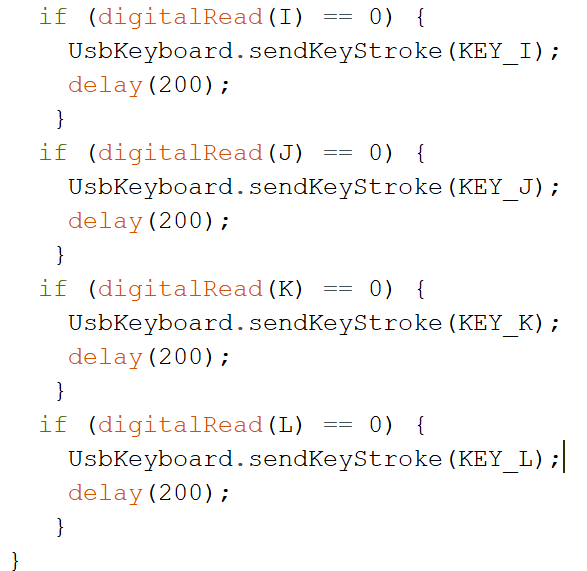 if (digitalRead(I) == 0) {
UsbKeyboard.sendKeyStroke(KEY_I);
delay(200);
}
if (digitalRead(J) == 0) {
UsbKeyboard.sendKeyStroke(KEY_J);
delay(200);
}
if (digitalRead(K) == 0) {
UsbKeyboard.sendKeyStroke(KEY_K);
delay(200);
}
if (digitalRead(L) == 0) {
UsbKeyboard.sendKeyStroke(KEY_L);
delay(200);
}
}